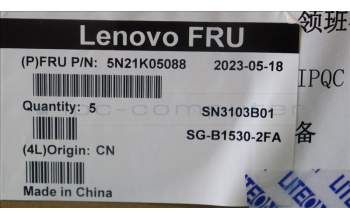 Lenovo FRU
(P)FRU P/N: 5N21K05088
2023-05-18
Quantity: 5
SN3103B01
SG-B1530-2FA
(4L)Origin: CN
Made in China
领班
IPQC
备
LITEON